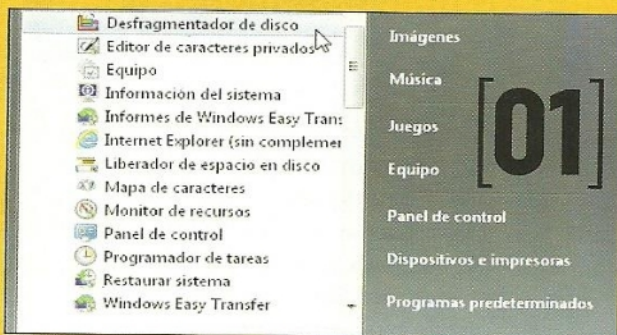 Desfragmentador de disco
Editor de caracteres privados
Equipo
Información del sistema
Informes de Windows Easy Trans
Internet Explorer (sin complemen
Liberador de espacio en disco
Mapa de caracteres
Monitor de recursos
Panel de control
Programador de tareas
Restaurar sistema
Windows Easy Transfer
Imágenes
Música
Juegos
Equipo
Panel de control
Dispositivos e impresoras
Programas predeterminados
[01]